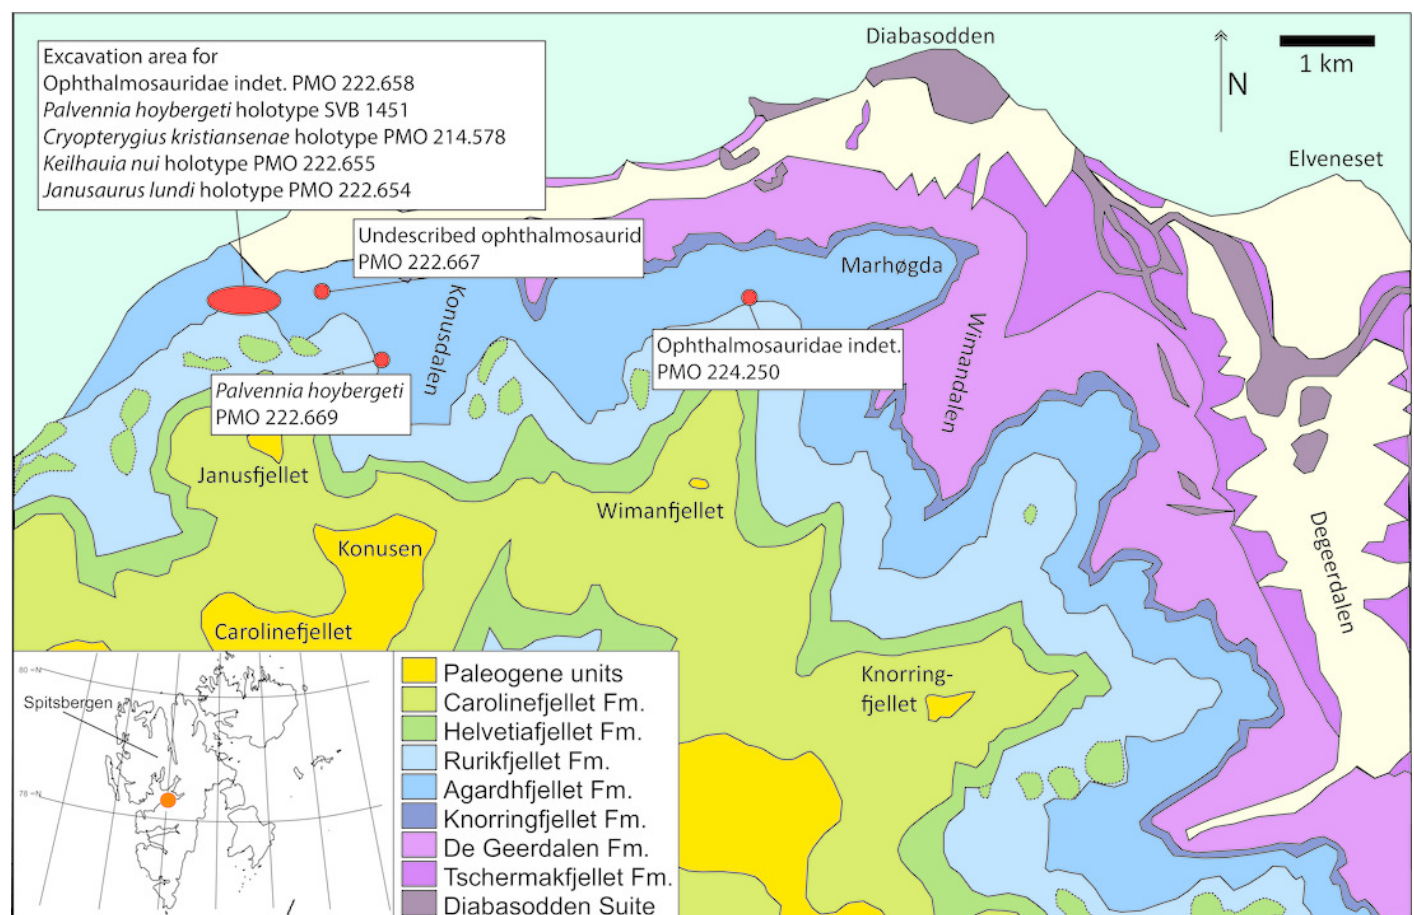 Diabasodden
1 km
N
Elveneset
Excavation area for
Ophthalmosauridae indet. PMO 222.658
Palvennia hoybergeti holotype SVB 1451
Cryopterygius kristiansenae holotype PMO 214.578
Keilhauia nui holotype PMO 222.655
Janusaurus lundi holotype PMO 222.654
Undescribed ophthalmosaurid
PMO 222.667
Marhøgda
Konusdalen
Wimandalen
Ophthalmosauridae indet.
PMO 224.250
Palvennia hoybergeti
PMO 222.669
Janusfjellet
Wimanfjellet
Konusen
Degeerdalen
Carolinefjellet
Knorring-
fjellet
80 °N
Spitsbergen
78 °N
Paleogene units
Carolinefjellet Fm.
Helvetiafjellet Fm.
Rurikfjellet Fm.
Agardhfjellet Fm.
Knorringfjellet Fm.
De Geerdalen Fm.
Tschermakfjellet Fm.
Diabasodden Suite